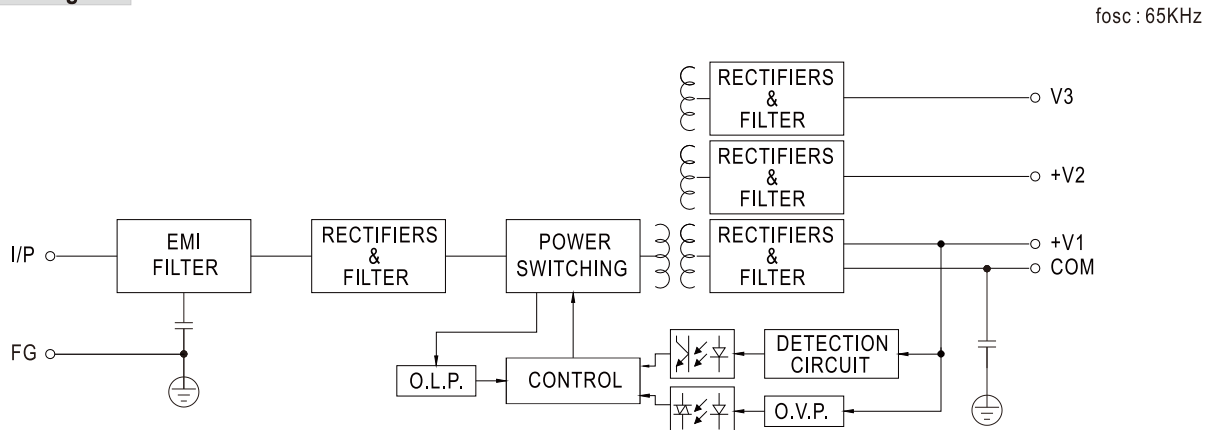 fosc : 65KHz
RECTIFIERS
&
FILTER
V3
RECTIFIERS
&
FILTER
+V2
I/P
EMI
FILTER
RECTIFIERS
&
FILTER
POWER
SWITCHING
RECTIFIERS
&
FILTER
+V1
COM
FG
O.L.P.
CONTROL
DETECTION
CIRCUIT
O.V.P.